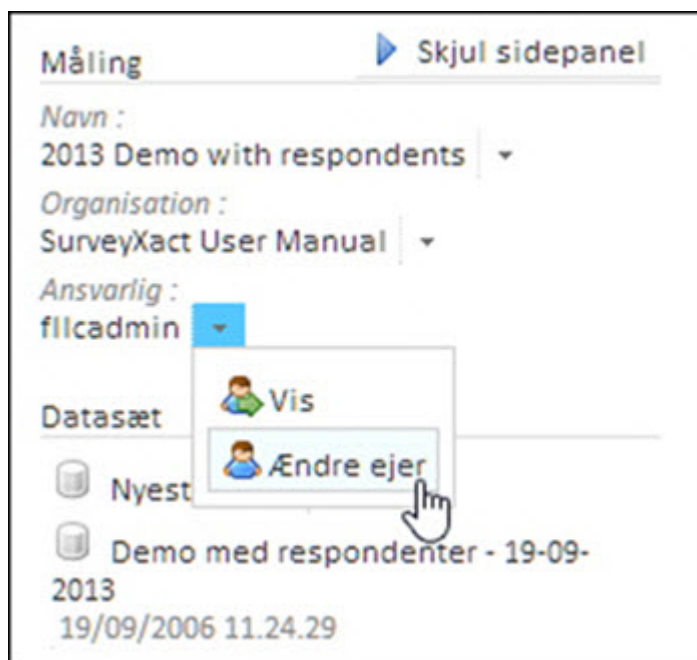 Måling
Skjul sidepanel
Navn :
2013 Demo with respondents
Organisation :
SurveyXact User Manual
Ansvarlig :
fllcadmin
Vis
Ændre ejer
Datasæt
Nyest
Demo med respondenter - 19-09-
2013
19/09/2006 11.24.29